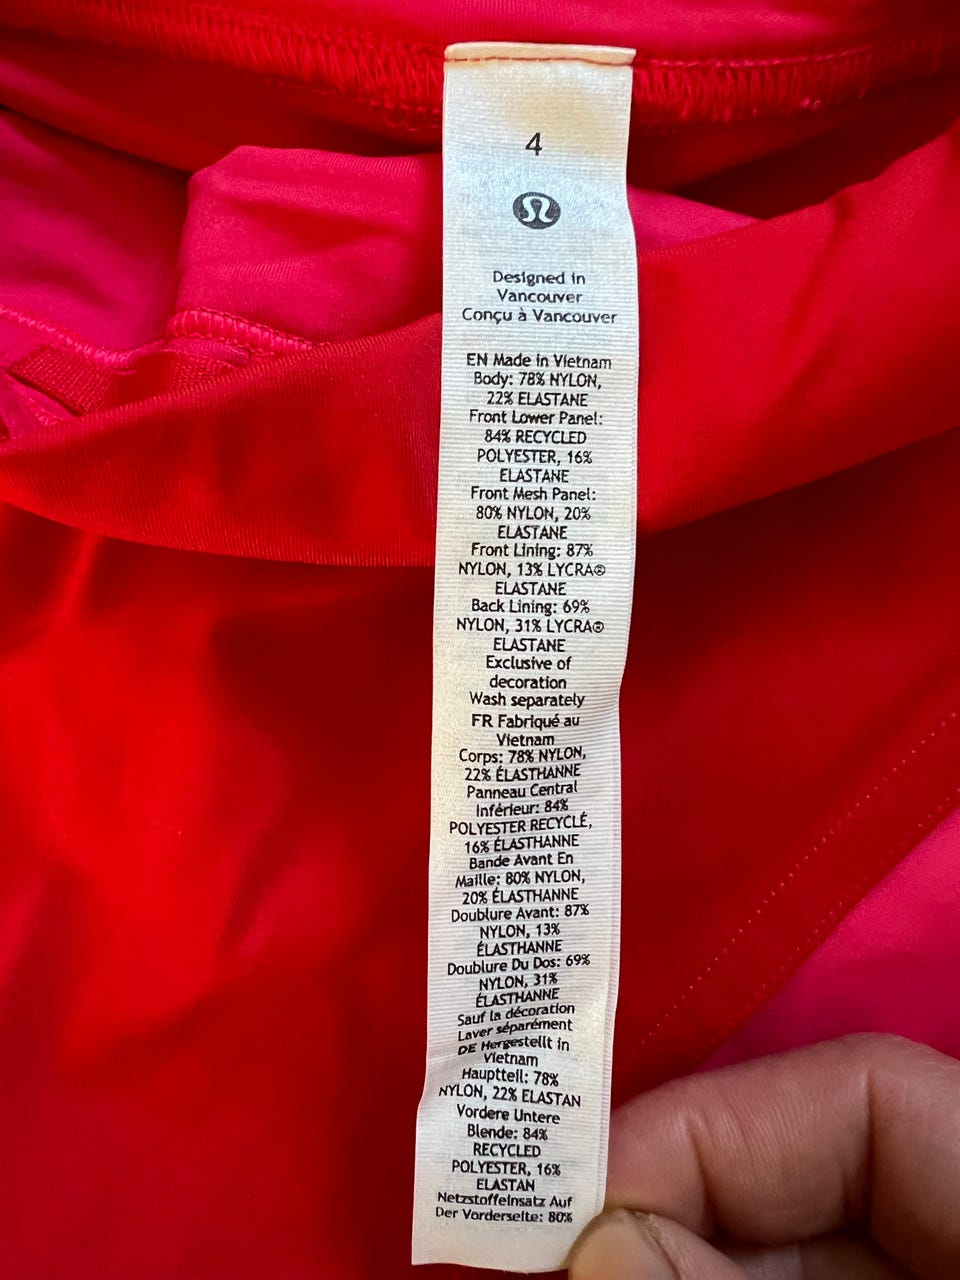 4
Designed in
Vancouver
Conçu à Vancouver
EN Made in Vietnam
Body: 78% NYLON,
22% ELASTANE
Front Lower Panel:
84% RECYCLED
POLYESTER, 16%
ELASTANE
Front Mesh Panel:
80% NYLON, 20%
ELASTANE
Front Lining: 87%
NYLON, 13% LYCRA®
ELASTANE
Back Lining: 69%
NYLON, 31% LYCRA®
ELASTANE
Exclusive of
decoration
Wash separately
FR Fabriqué au
Vietnam
Corps: 78% NYLON,
22% ÉLASTHANNE
Panneau Central
Inférieur: 84%
POLYESTER RECYCLÉ,
16% ÉLASTHANNE
Bande Avant En
Maille: 80% NYLON,
20% ÉLASTHANNE
Doublure Avant: 87%
NYLON, 13%
ÉLASTHANNE
Doublure Du Dos: 69%
NYLON, 31%
ÉLASTHANNE
Sauf la décoration
Laver séparément
DE Hergestellt in
Vietnam
Hauptteil: 78%
NYLON, 22% ELASTAN
Vordere Untere
Blende: 84%
RECYCLED
POLYESTER, 16%
ELASTAN
Netzstoffeinsatz Auf
Der Vorderseite: 80%